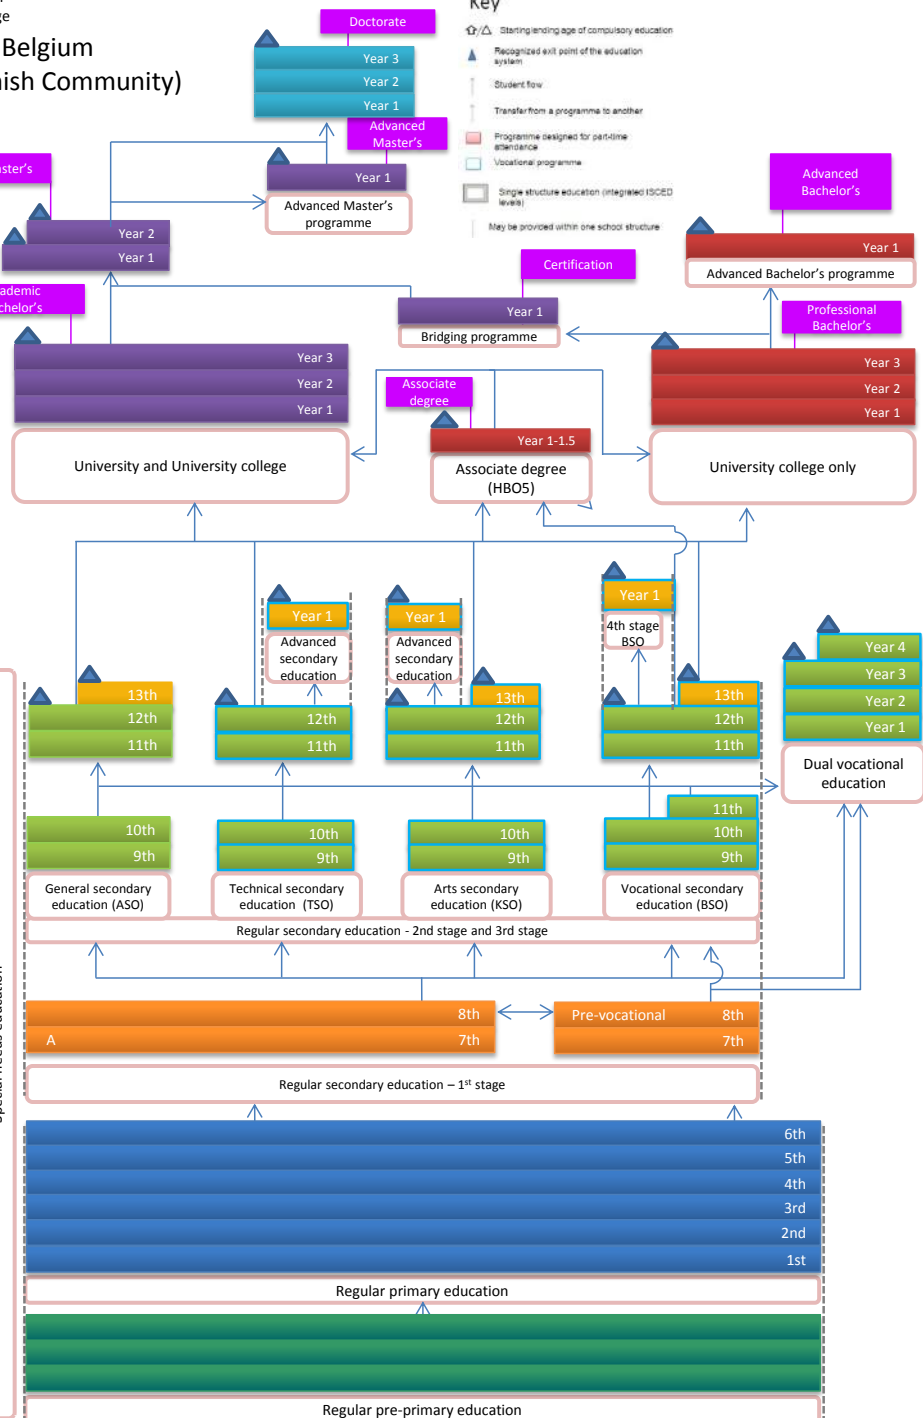 ge
Belgium
ish Community)
Key
Starting/ending age of compulsory education
Recognized exit point of the education
system
Student flow
Transfer from a programme to another
Programme designed for part-time
attendance
Vocational programme
Single structure education (integrated ISCED
levels)
May be provided within one school structure
Doctorate
Year 3
Year 2
Year 1
Advanced
Master's
Year 1
Advanced Master's
programme
aster's
Year 2
Year 1
Advanced
Bachelor's
Year 1
Advanced Bachelor's programme
Certification
Year 1
Bridging programme
Professional
Bachelor's
ademic
chelor's
Year 3
Year 2
Year 1
University and University college
Associate
degree
Year 1-1.5
Associate degree
(HBO5)
Year 3
Year 2
Year 1
University college only
Year 1
Advanced
secondary
education
Year 1
Advanced
secondary
education
Year 1
4th stage
BSO
13th
12th
11th
12th
11th
13th
12th
11th
13th
12th
11th
Year 4
Year 3
Year 2
Year 1
Dual vocational
education
10th
9th
General secondary
education (ASO)
10th
9th
Technical secondary
education (TSO)
10th
9th
Arts secondary
education (KSO)
11th
10th
9th
Vocational secondary
education (BSO)
Regular secondary education - 2nd stage and 3rd stage
Special needs education
8th
A 7th
Pre-vocational 8th
7th
Regular secondary education – 1st stage
6th
5th
4th
3rd
2nd
1st
Regular primary education
Regular pre-primary education